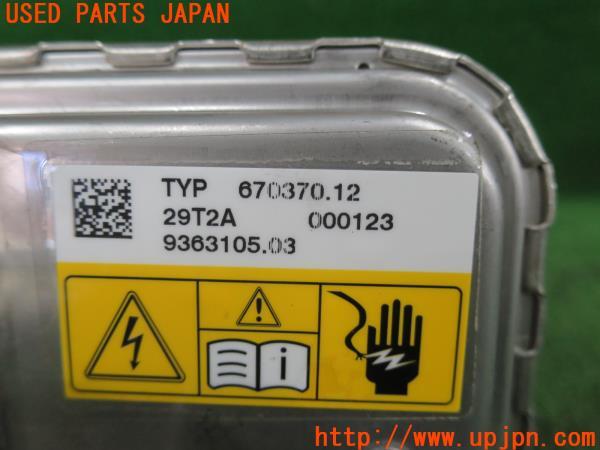 USED PARTS JAPAN
TYP 670370.12
29T2A 000123
9363105.03
i
http://www.upjpn.com/